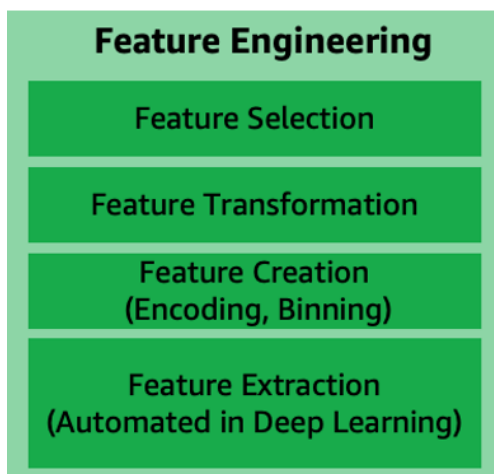 Feature Engineering
Feature Selection
Feature Transformation
Feature Creation
(Encoding, Binning)
Feature Extraction
(Automated in Deep Learning)